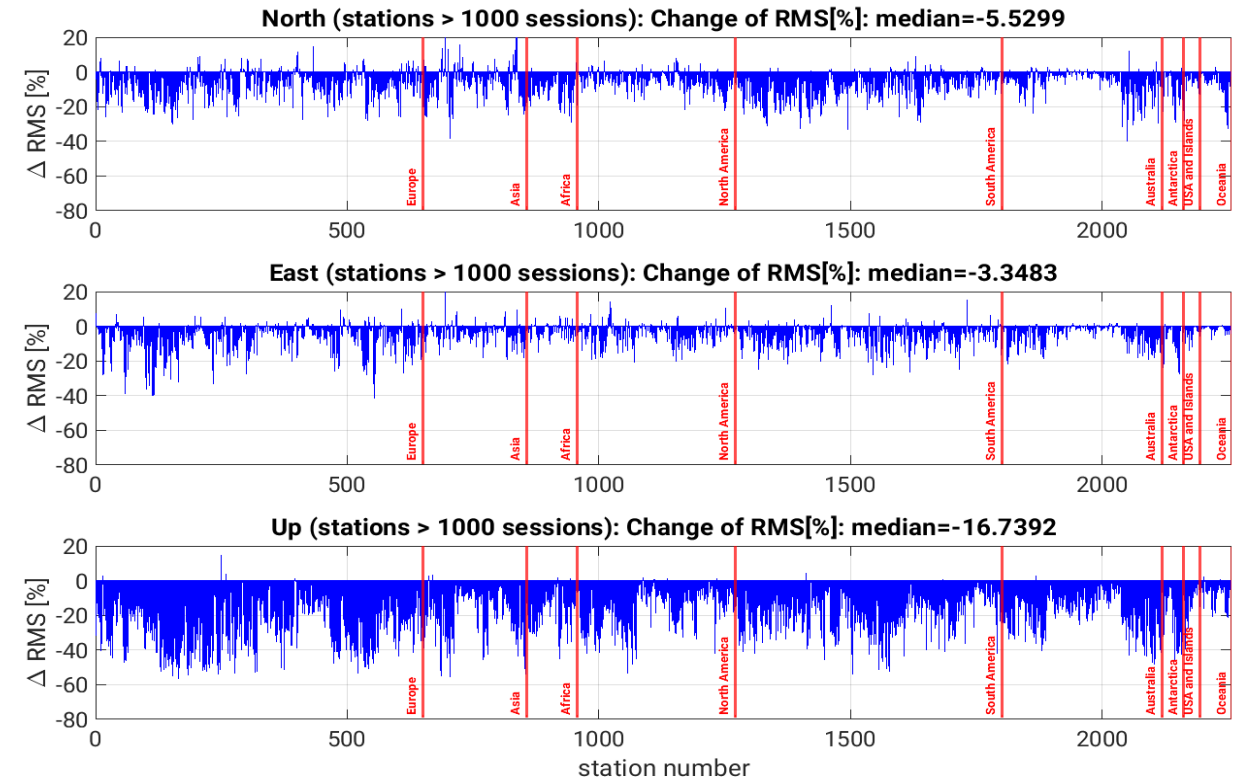 North (stations > 1000 sessions): Change of RMS[%]: median=-5.5299
20
0
-20
-40
-60
-80
Δ RMS [%]
Europe
Asia
Africa
North America
South America
Australia
Antarctica
USA and Islands
Oceania
0
500
1000
1500
2000
East (stations > 1000 sessions): Change of RMS[%]: median=-3.3483
20
0
-20
-40
-60
-80
Δ RMS [%]
Europe
Asia
Africa
North America
South America
Australia
Antarctica
USA and Islands
Oceania
0
500
1000
1500
2000
Up (stations > 1000 sessions): Change of RMS[%]: median=-16.7392
20
0
-20
-40
-60
-80
Δ RMS [%]
Europe
Asia
Africa
North America
South America
Australia
Antarctica
USA and Islands
Oceania
0
500
1000
1500
2000
station number